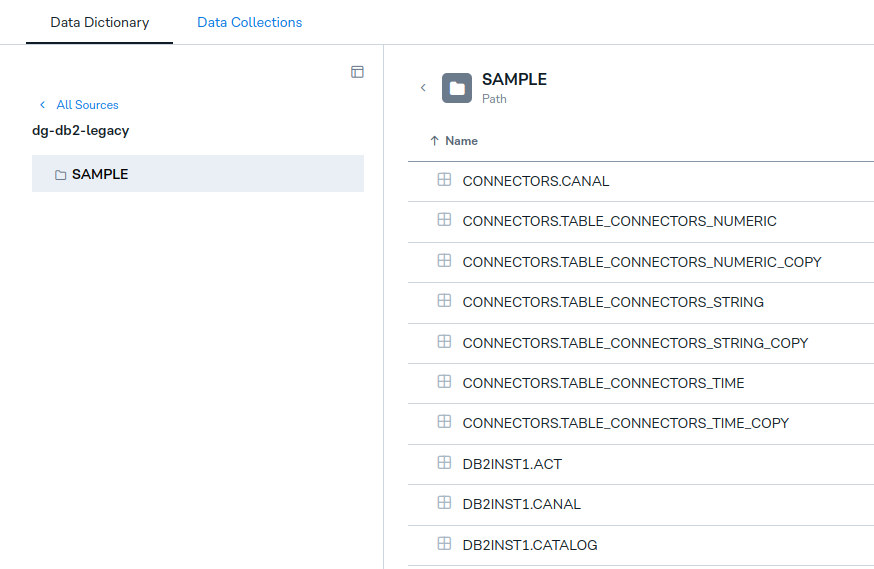 Data Dictionary
Data Collections
All Sources
dg-db2-legacy
SAMPLE
SAMPLE
Path
Name
CONNECTORS.CANAL
CONNECTORS.TABLE_CONNECTORS_NUMERIC
CONNECTORS.TABLE_CONNECTORS_NUMERIC_COPY
CONNECTORS.TABLE_CONNECTORS_STRING
CONNECTORS.TABLE_CONNECTORS_STRING_COPY
CONNECTORS.TABLE_CONNECTORS_TIME
CONNECTORS.TABLE_CONNECTORS_TIME_COPY
DB2INST1.ACT
DB2INST1.CANAL
DB2INST1.CATALOG